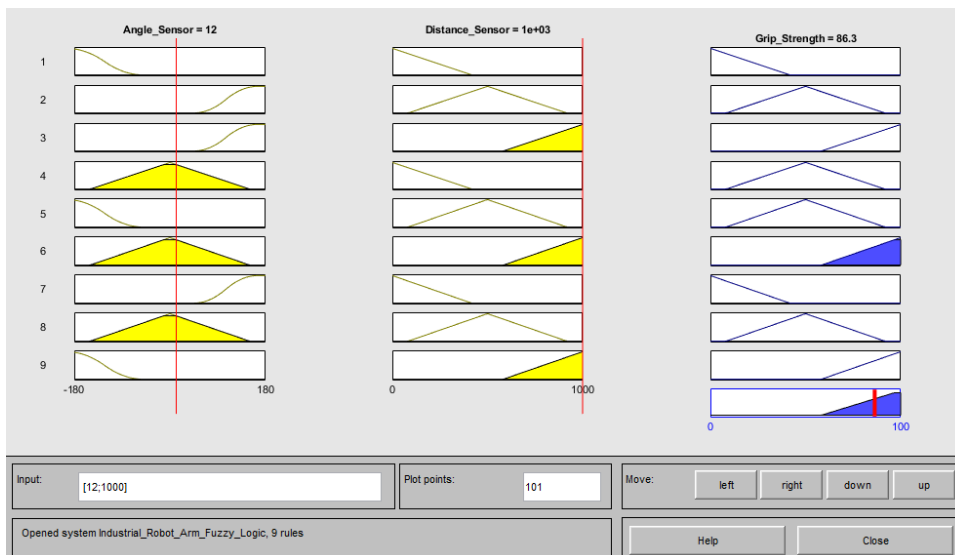 Angle_Sensor = 12
Distance_Sensor = 1e+03
Grip_Strength = 86.3
1
2
3
4
5
6
7
8
9
-180 180
0 1000
0 100
Input: [12;1000]
Plot points: 101
Move: left right down up
Opened system Industrial_Robot_Arm_Fuzzy_Logic, 9 rules
Help Close